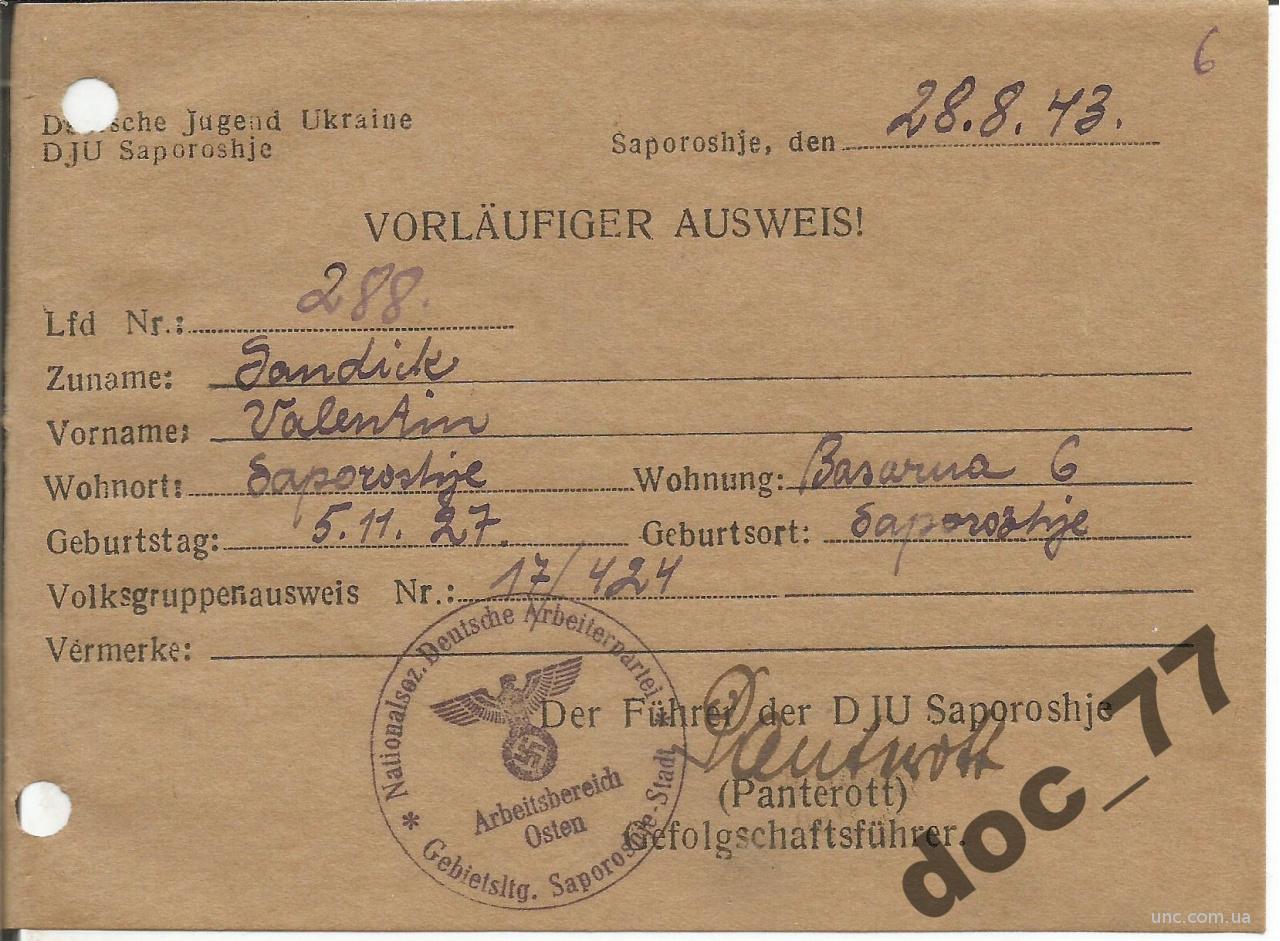 6
Deutsche Jugend Ukraine
DJU Saporoshje
Saporoshje, den 28.8.43.
VORLÄUFIGER AUSWEIS!
Lfd Nr.: 288.
Zuname: Sandick
Vorname: Valentin
Wohnort: Saporoshje Wohnung: Basarna 6
Geburtstag: 5.11.27. Geburtsort: Saporoshje
Volksgruppenausweis Nr.: 17/424
Vermerke:
Nationalsoz. Deutsche Arbeiterpartei
Arbeitsbereich
Osten
Gebietsltg. Saporoshje-Stadt
Der Führer der DJU Saporoshje
Panterott
(Panterott)
Gefolgschaftsführer.
doc_77
unc.com.ua